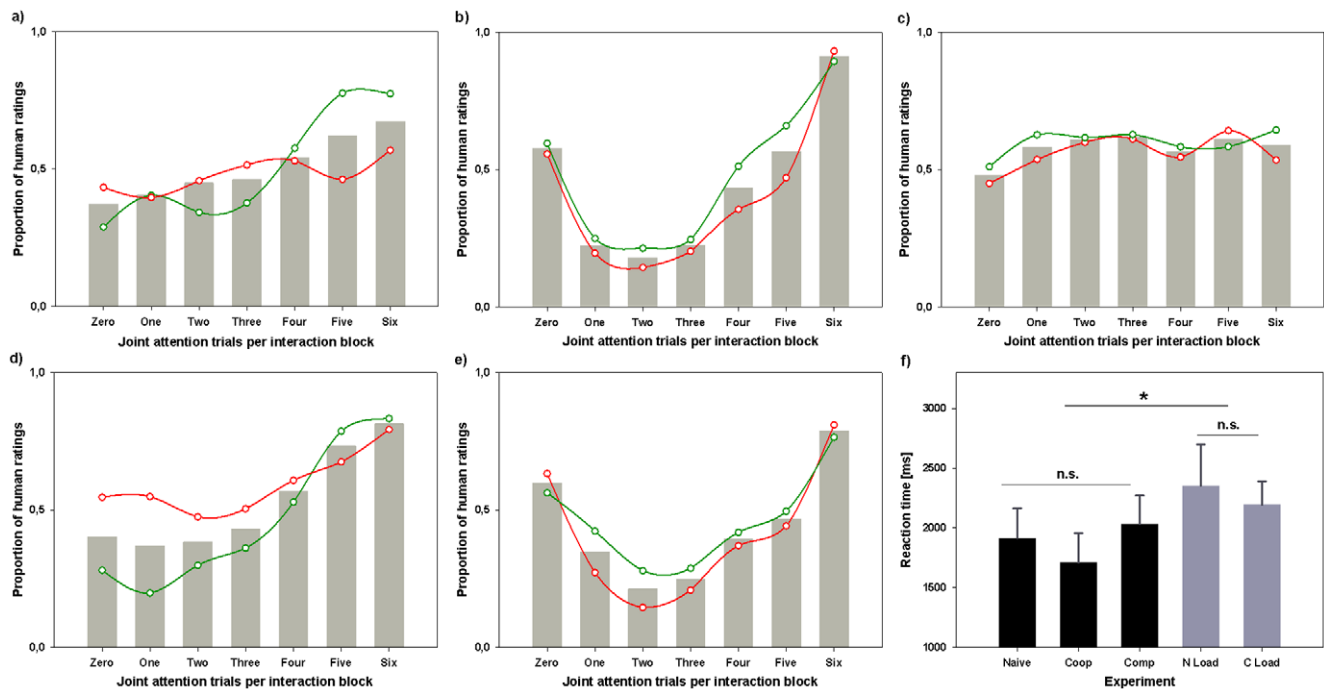 a)
Proportion of human ratings
1,0
0,5
0,0
Zero One Two Three Four Five Six
Joint attention trials per interaction block
b)
Proportion of human ratings
1,0
0,5
0,0
Zero One Two Three Four Five Six
Joint attention trials per interaction block
c)
Proportion of human ratings
1,0
0,5
0,0
Zero One Two Three Four Five Six
Joint attention trials per interaction block
d)
Proportion of human ratings
1,0
0,5
0,0
Zero One Two Three Four Five Six
Joint attention trials per interaction block
e)
Proportion of human ratings
1,0
0,5
0,0
Zero One Two Three Four Five Six
Joint attention trials per interaction block
f)
Reaction time [ms]
3000
2500
2000
1500
1000
*
n.s.
n.s.
Naive Coop Comp N Load C Load
Experiment